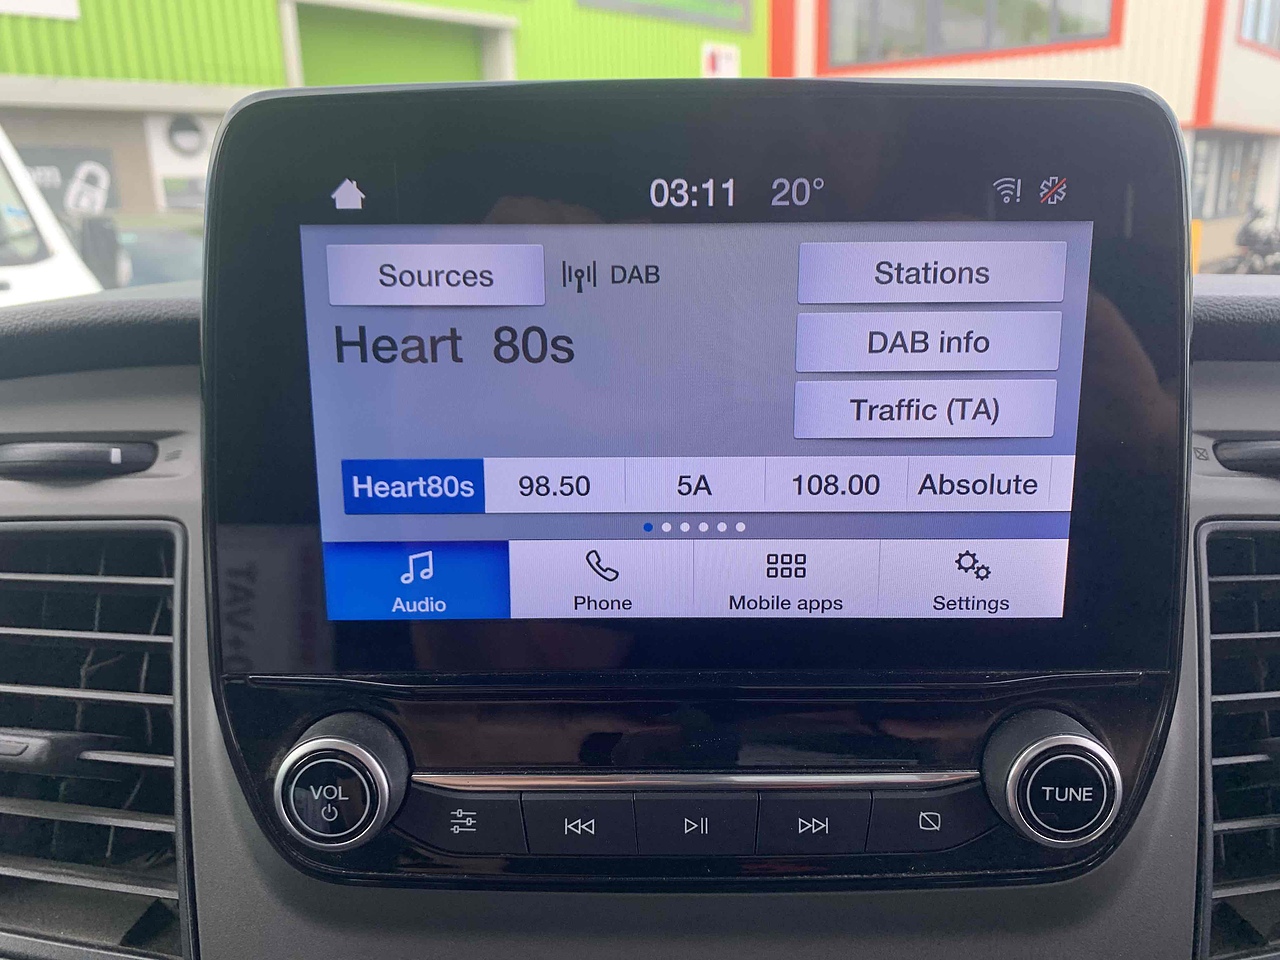 03:11 20°
Sources DAB Stations
Heart 80s
DAB info
Traffic (TA)
Heart80s 98.50 5A 108.00 Absolute
Audio Phone Mobile apps Settings
VOL TUNE